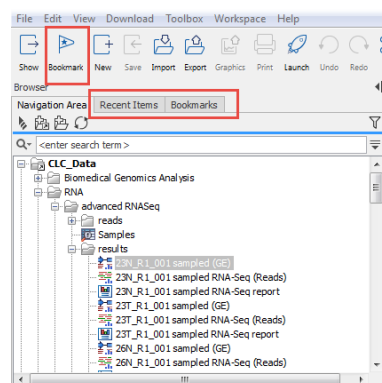 File Edit View Download Toolbox Workspace Help
Show Bookmark New Save Import Export Graphics Print Launch Undo Redo
Browser
Navigation Area Recent Items Bookmarks
<enter search term>
CLC_Data
Biomedical Genomics Analysis
RNA
advanced RNASeq
reads
Samples
results
23N_R1_001 sampled (GE)
23N_R1_001 sampled RNA-Seq (Reads)
23N_R1_001 sampled RNA-Seq report
23T_R1_001 sampled (GE)
23T_R1_001 sampled RNA-Seq (Reads)
23T_R1_001 sampled RNA-Seq report
26N_R1_001 sampled (GE)
26N_R1_001 sampled RNA-Seq (Reads)